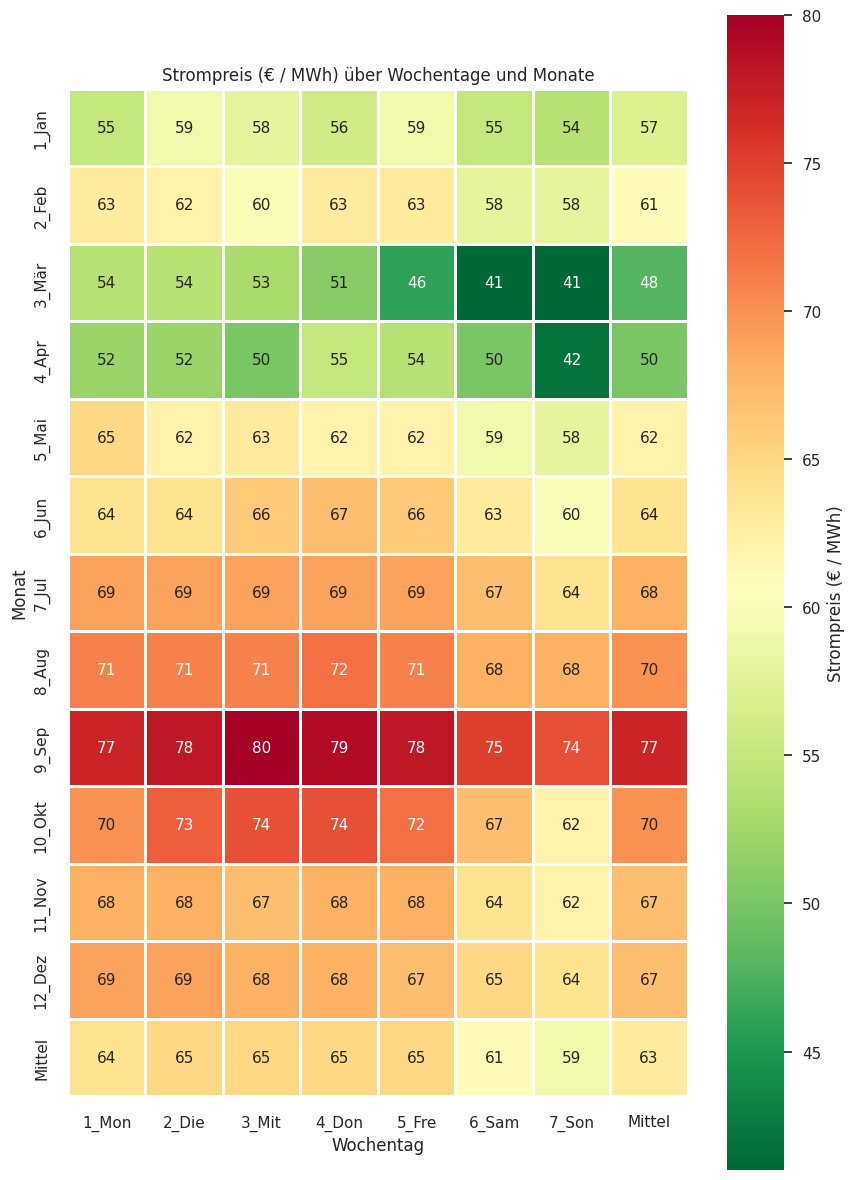 Strompreis (€ / MWh) über Wochentage und Monate
1_Jan 55 59 58 56 59 55 54 57
2_Feb 63 62 60 63 63 58 58 61
3_Mär 54 54 53 51 46 41 41 48
4_Apr 52 52 50 55 54 50 42 50
5_Mai 65 62 63 62 62 59 58 62
6_Jun 64 64 66 67 66 63 60 64
7_Jul 69 69 69 69 69 67 64 68
8_Aug 71 71 71 72 71 68 68 70
9_Sep 77 78 80 79 78 75 74 77
10_Okt 70 73 74 74 72 67 62 70
11_Nov 68 68 67 68 68 64 62 67
12_Dez 69 69 68 68 67 65 64 67
Mittel 64 65 65 65 65 61 59 63
1_Mon 2_Die 3_Mit 4_Don 5_Fre 6_Sam 7_Son Mittel
Wochentag
Monat
80
75
70
65
60
55
50
45
Strompreis (€ / MWh)